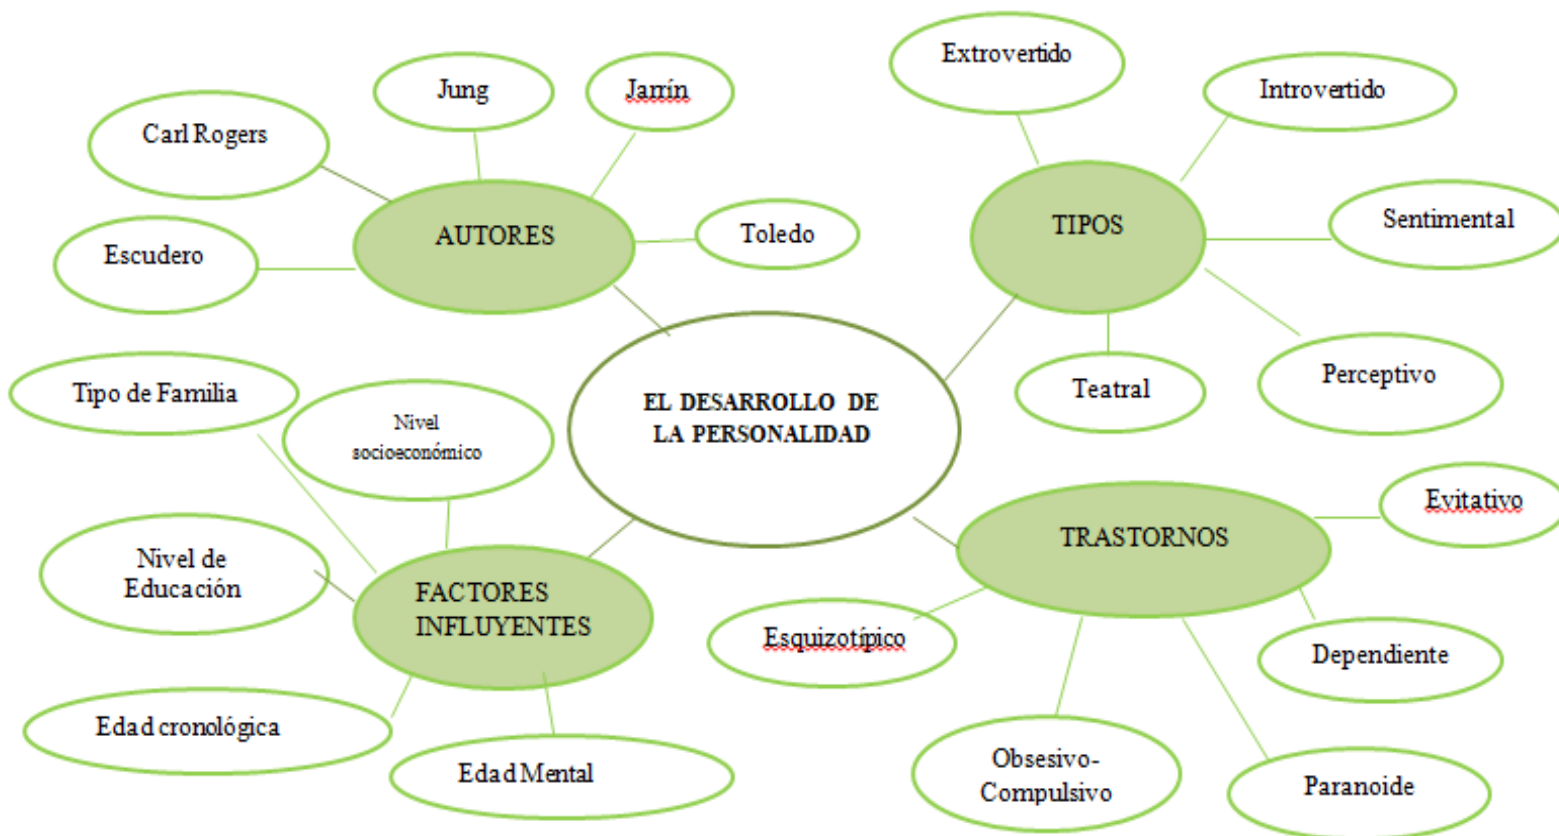 Extrovertido
Jung
Jarrín
Introvertido
Carl Rogers
AUTORES
Toledo
TIPOS
Sentimental
Escudero
Tipo de Familia
Nivel
socioeconómico
EL DESARROLLO DE
LA PERSONALIDAD
Teatral
Perceptivo
Nivel de
Educación
FACTORES
INFLUYENTES
TRASTORNOS
Evitativo
Esquizotípico
Dependiente
Edad cronológica
Edad Mental
Obsesivo-
Compulsivo
Paranoide